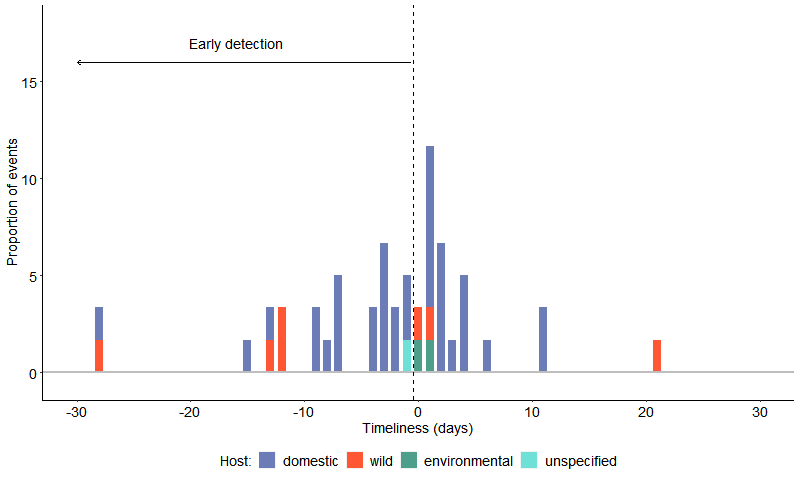 Early detection
15
10
5
0
Proportion of events
-30 -20 -10 0 10 20 30
Timeliness (days)
Host: domestic wild environmental unspecified